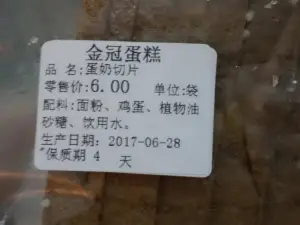 金冠蛋糕
品 名:蛋奶切片
零售价:6.00 单位:袋
配料：面粉、鸡蛋、植物油
砂糖、饮用水。
生产日期：2017-06-28
保质期 4 天